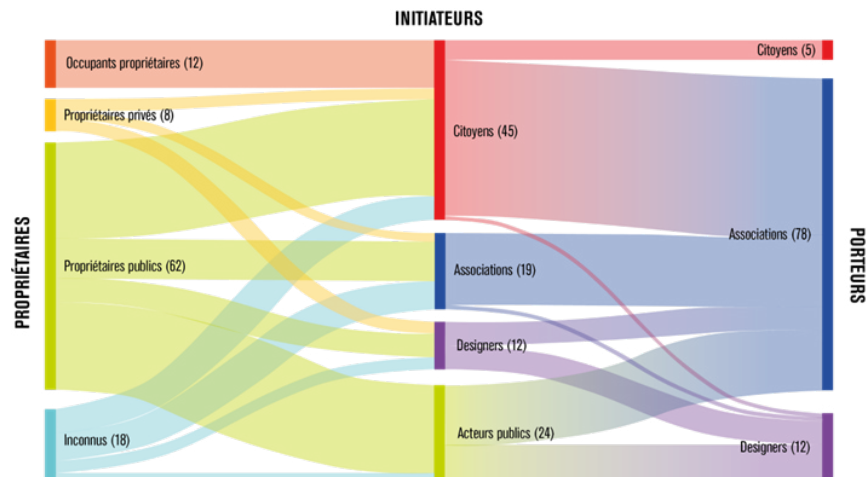 INITIATEURS
Occupants propriétaires (12)
Citoyens (5)
Propriétaires privés (8)
Citoyens (45)
PROPRIÉTAIRES
Propriétaires publics (62)
Associations (19)
Associations (78)
PORTEURS
Designers (12)
Inconnus (18)
Acteurs publics (24)
Designers (12)